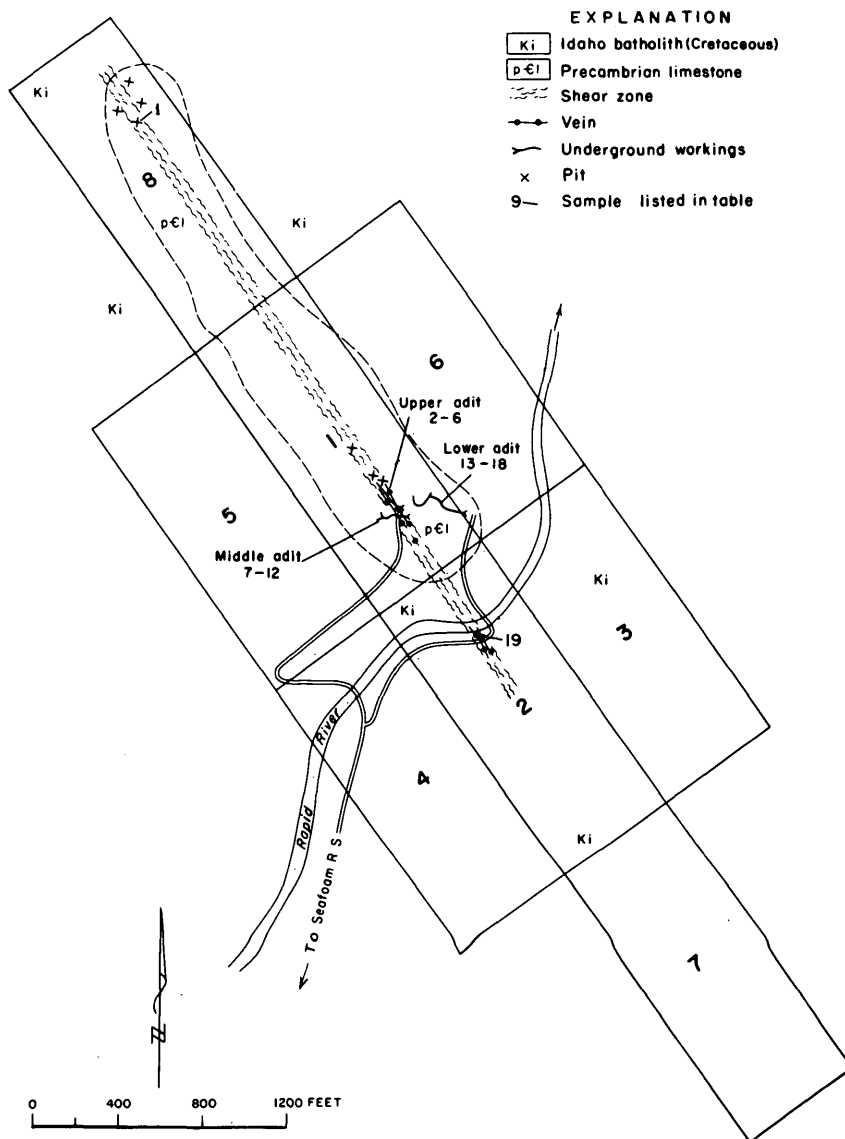 EXPLANATION
Ki Idaho batholith (Cretaceous)
p€l Precambrian limestone
Shear zone
Vein
Underground workings
x Pit
9— Sample listed in table
Ki
1
8
p€l
Ki
Ki
6
Upper adit
2-6
1
Lower adit
13-18
5
p€l
Middle adit
7-12
Ki
Ki
3
19
2
River
4
Rapid
Ki
To Seafoam R S
7
N
0 400 800 1200 FEET